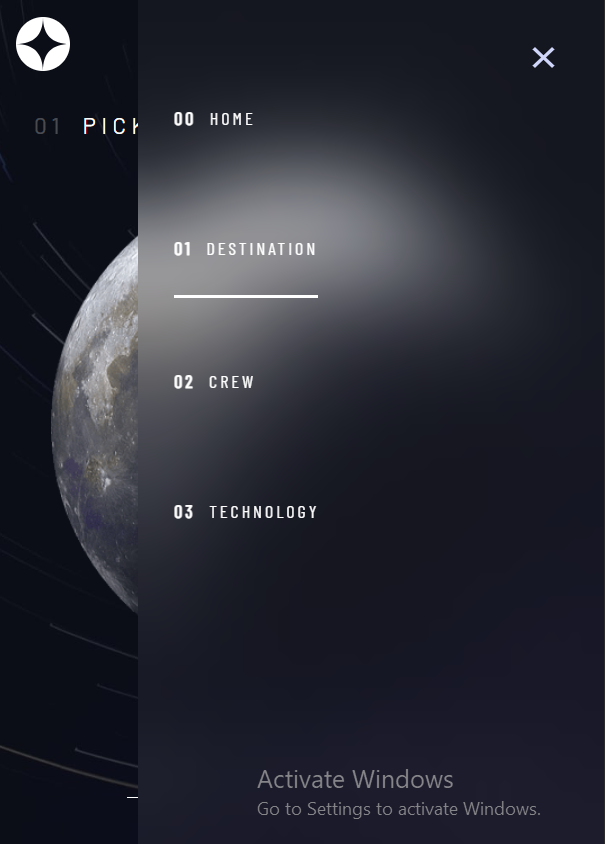 01 PICK
00 HOME
01 DESTINATION
02 CREW
03 TECHNOLOGY
Activate Windows
Go to Settings to activate Windows.